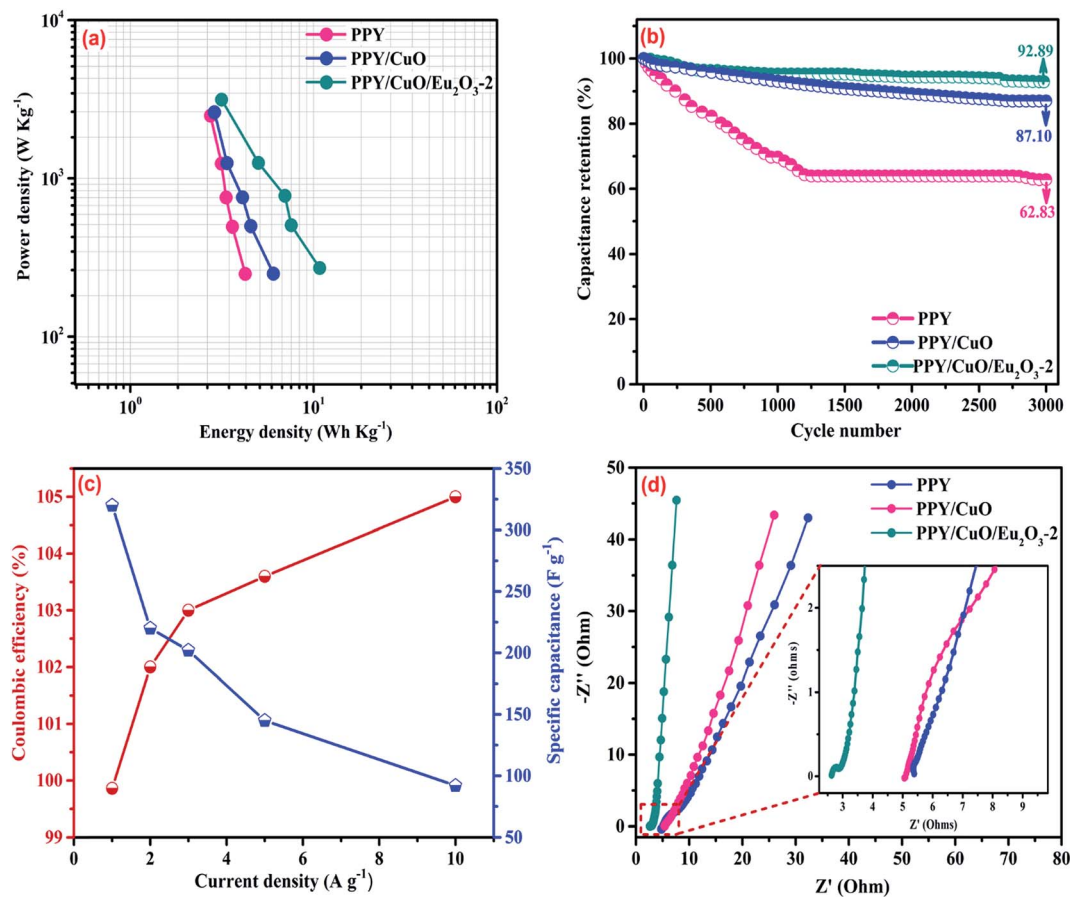 (a)
PPY
PPY/CuO
PPY/CuO/Eu₂O₃-2
10⁴
10³
10²
Power density (W Kg⁻¹)
10⁰ 10¹ 10²
Energy density (Wh Kg⁻¹)
(b)
100
80
60
40
20
0
Capacitance retention (%)
92.89
87.10
62.83
PPY
PPY/CuO
PPY/CuO/Eu₂O₃-2
0 500 1000 1500 2000 2500 3000
Cycle number
(c)
105
104
103
102
101
100
99
Coulombic efficiency (%)
350
300
250
200
150
100
50
Specific capacitance (F g⁻¹)
0 2 4 6 8 10
Current density (A g⁻¹)
(d)
-50
45
30
15
0
-Z'' (Ohm)
PPY
PPY/CuO
PPY/CuO/Eu₂O₃-2
2
1
0
-Z'' (ohms)
3 4 5 6 7 8 9
Z' (Ohms)
0 10 20 30 40 50 60 70 80
Z' (Ohm)